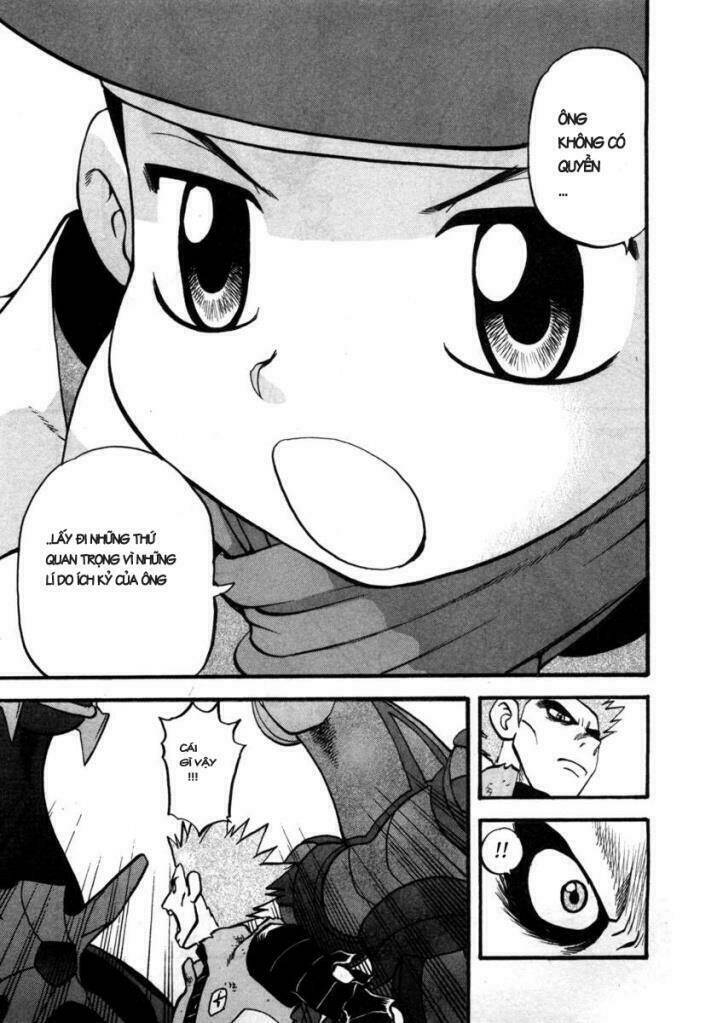 ÔNG
KHÔNG CÓ
QUYỀN
...
..LẤY ĐI NHỮNG THỨ
QUAN TRỌNG VÌ NHỮNG
LÍ DO ÍCH KỶ CỦA ÔNG
!!
CÁI
GÌ VẬY
!!!